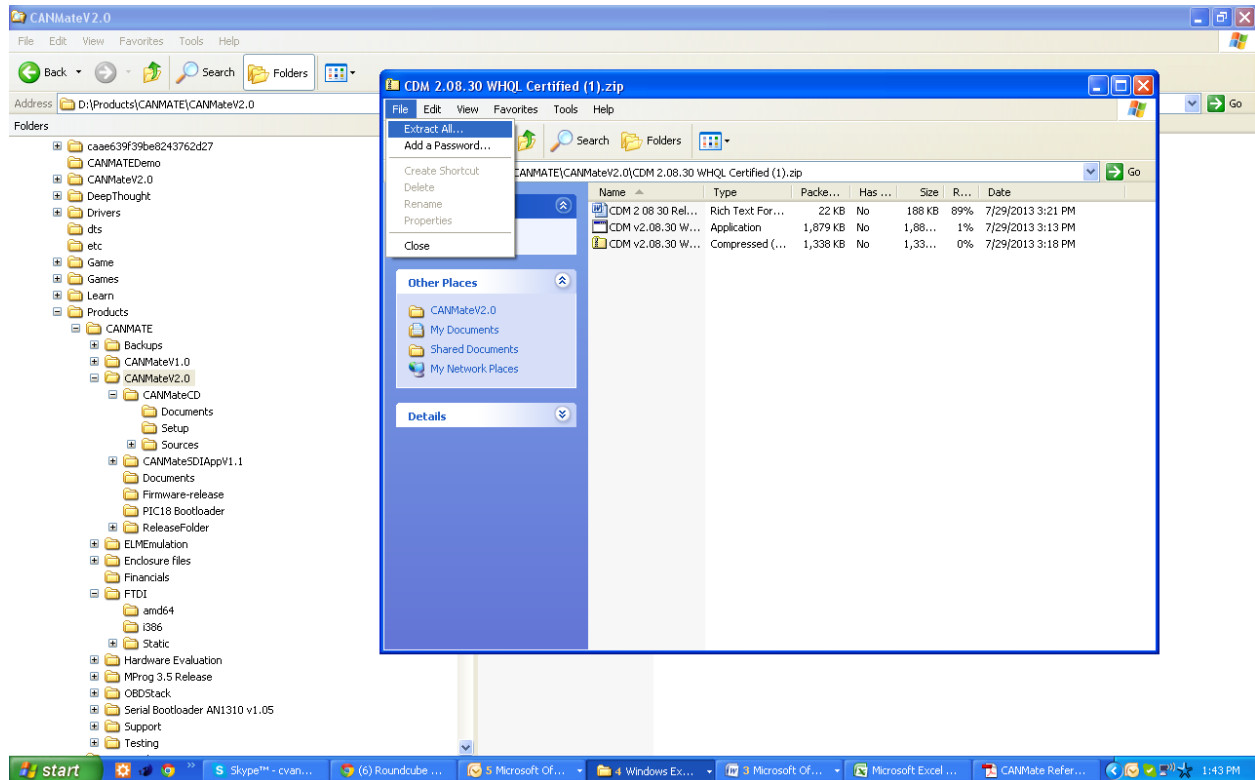 CANMateV2.0
File Edit View Favorites Tools Help
Back Search Folders
Address D:\Products\CANMATE\CANMateV2.0 Go
Folders
caae639f39be8243762d27
CANMATEDemo
CANMateV2.0
DeepThought
Drivers
dts
etc
Game
Games
Learn
Products
CANMATE
Backups
CANMateV1.0
CANMateV2.0
CANMateCD
Documents
Setup
Sources
CANMateSDIAppV1.1
Documents
Firmware-release
PIC18 Bootloader
ReleaseFolder
ELMEmulation
Enclosure files
Financials
FTDI
amd64
i386
Static
Hardware Evaluation
MProg 3.5 Release
OBDStack
Serial Bootloader AN1310 v1.05
Support
Testing
CDM 2.08.30 WHQL Certified (1).zip
File Edit View Favorites Tools Help
Extract All...
Add a Password...
Create Shortcut
Delete
Rename
Properties
Close
Search Folders
CANMATE\CANMateV2.0\CDM 2.08.30 WHQL Certified (1).zip Go
Name Type Packe... Has ... Size R... Date
CDM 2 08 30 Rel... Rich Text For... 22 KB No 188 KB 89% 7/29/2013 3:21 PM
CDM v2.08.30 W... Application 1,879 KB No 1,88... 1% 7/29/2013 3:13 PM
CDM v2.08.30 W... Compressed (... 1,338 KB No 1,33... 0% 7/29/2013 3:18 PM
Other Places
CANMateV2.0
My Documents
Shared Documents
My Network Places
Details
start Skype™ - cvan... (6) Roundcube ... 5 Microsoft Of... 4 Windows Ex... 3 Microsoft Of... Microsoft Excel ... CANMate Refer... 1:43 PM